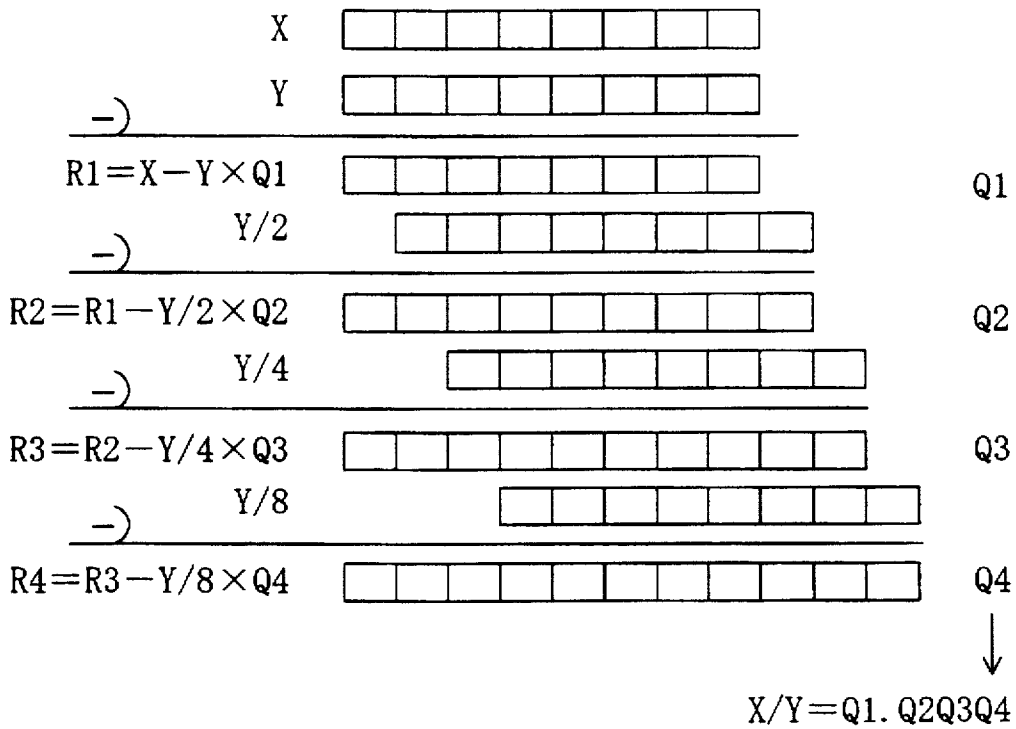 X
Y
−)
R1=X−Y×Q1
Q1
Y/2
−)
R2=R1−Y/2×Q2
Q2
Y/4
−)
R3=R2−Y/4×Q3
Q3
Y/8
−)
R4=R3−Y/8×Q4
Q4
X/Y=Q1.Q2Q3Q4